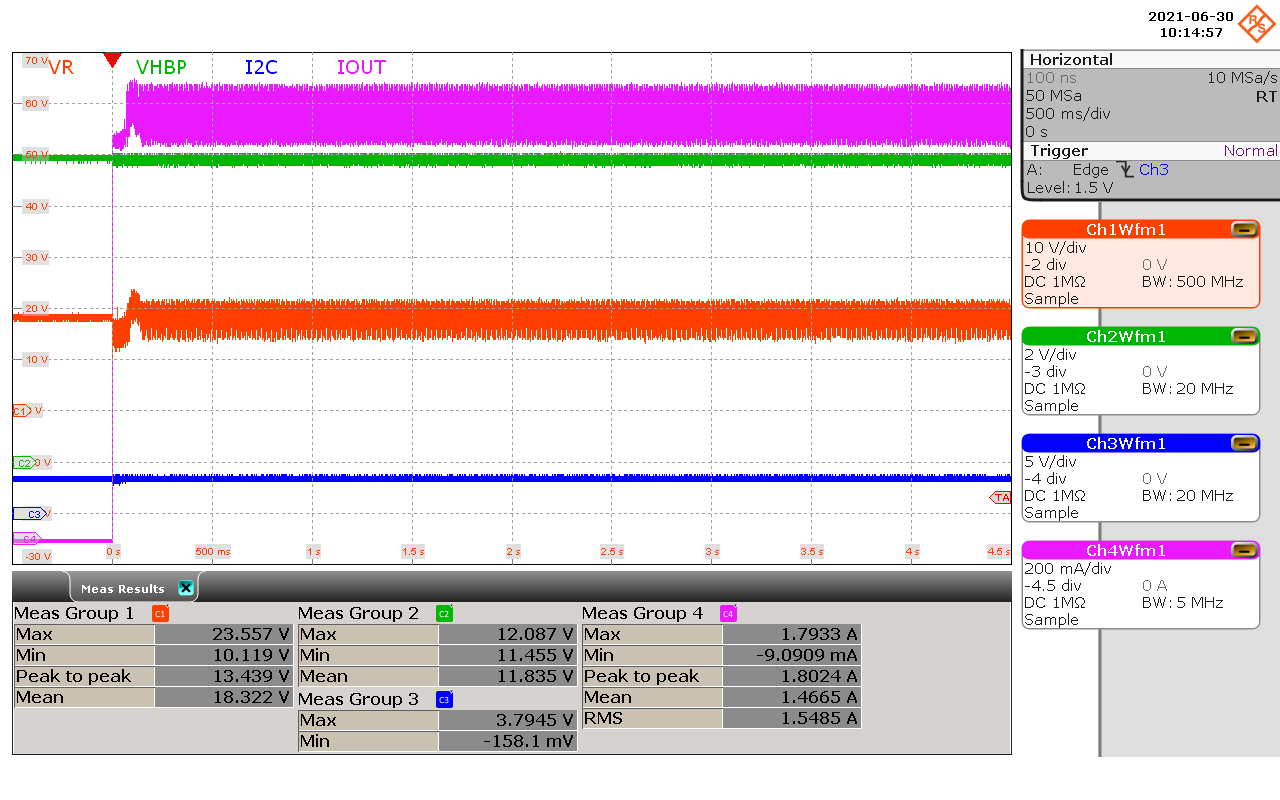 2021-06-30
10:14:57
R&S
Horizontal
100 ns 10 MSa/s
50 MSa RT
500 ms/div
0 s
Trigger Normal
A: Edge Ch3
Level: 1.5 V
70 V VR VHBP I2C IOUT
60 V
50 V
40 V
30 V
20 V
10 V
C1 V
C2 0 V
C3 V
C4
-30 V
0 s 500 ms 1 s 1.5 s 2 s 2.5 s 3 s 3.5 s 4 s 4.5 s
TA
Ch1Wfm1
10 V/div
-2 div 0 V
DC 1MΩ BW: 500 MHz
Sample
Ch2Wfm1
2 V/div
-3 div 0 V
DC 1MΩ BW: 20 MHz
Sample
Ch3Wfm1
5 V/div
-4 div 0 V
DC 1MΩ BW: 20 MHz
Sample
Ch4Wfm1
200 mA/div
-4.5 div 0 A
DC 1MΩ BW: 5 MHz
Sample
Meas Results
Meas Group 1 C1
Max 23.557 V
Min 10.119 V
Peak to peak 13.439 V
Mean 18.322 V
Meas Group 2 C2
Max 12.087 V
Min 11.455 V
Mean 11.835 V
Meas Group 3 C3
Max 3.7945 V
Min -158.1 mV
Meas Group 4 C4
Max 1.7933 A
Min -9.0909 mA
Peak to peak 1.8024 A
Mean 1.4665 A
RMS 1.5485 A